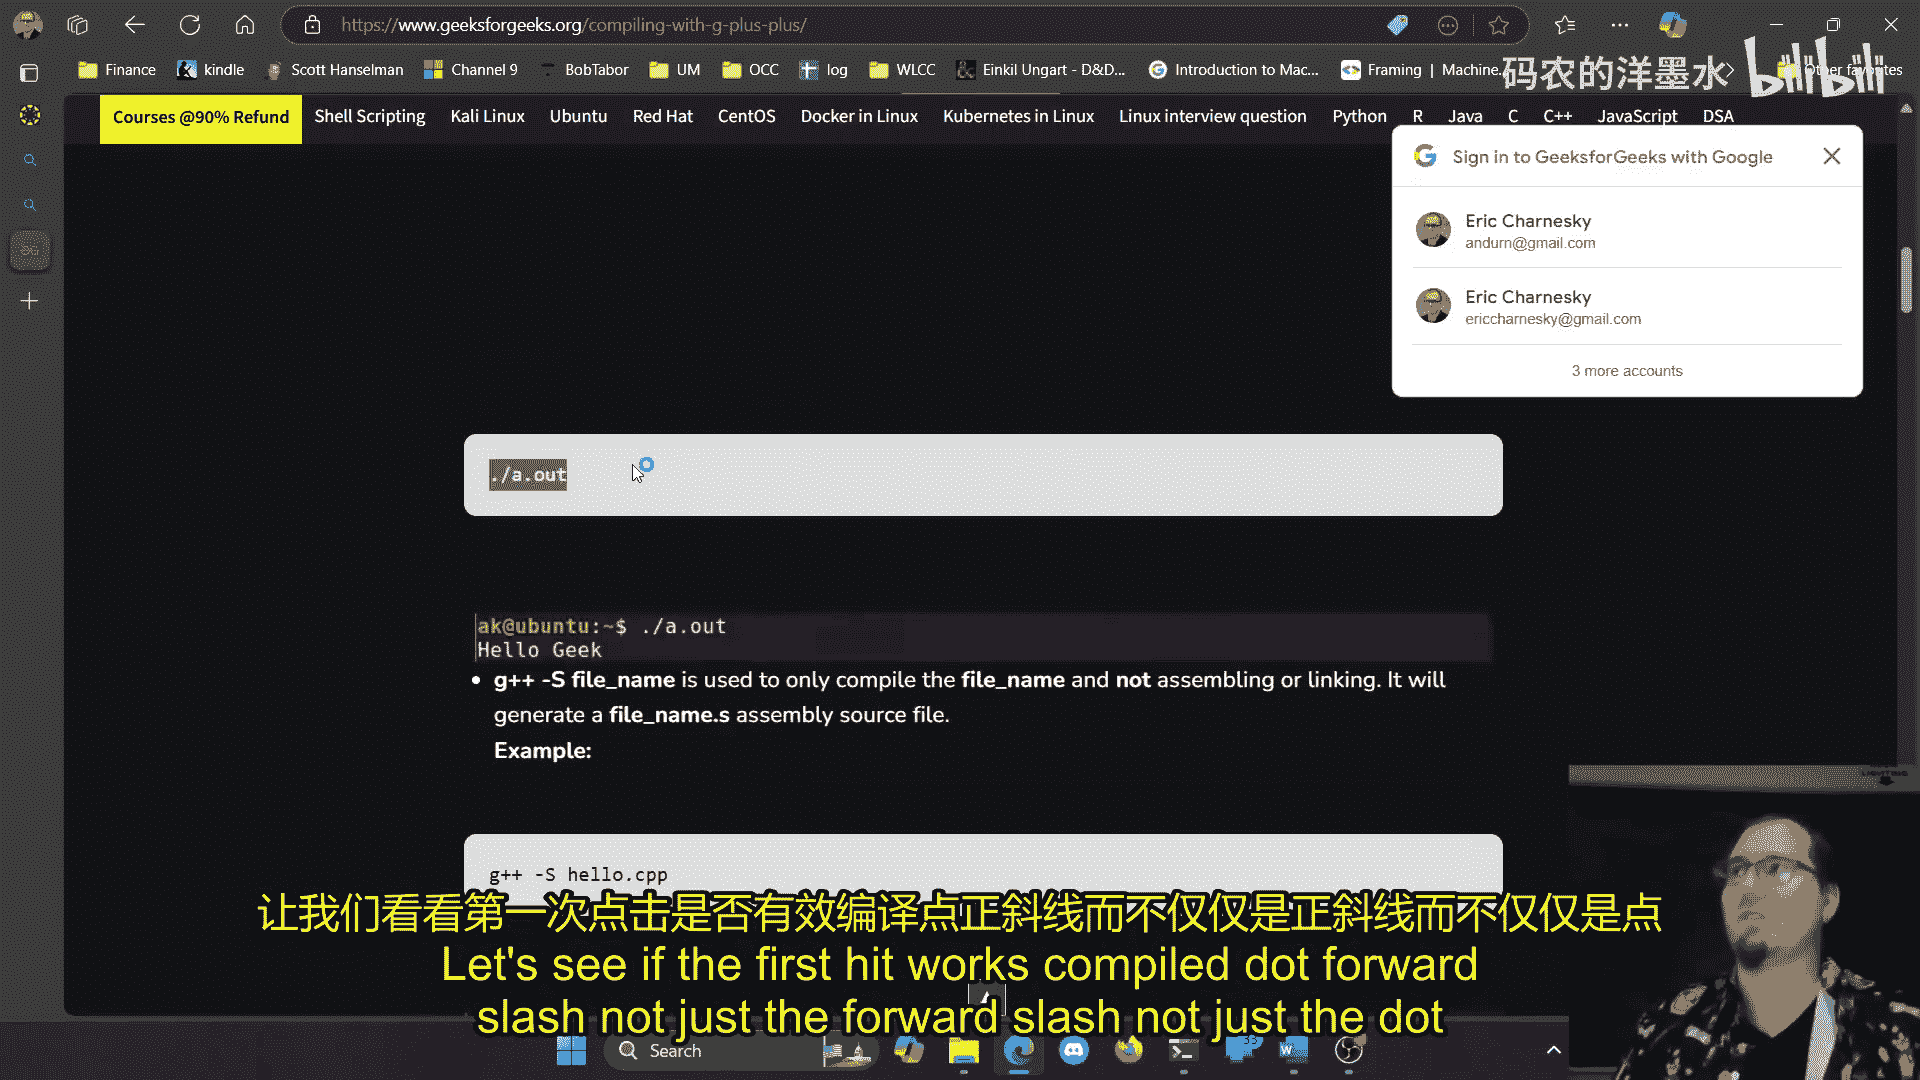 https://www.geeksforgeeks.org/compiling-with-g-plus-plus/
Finance
kindle
Scott Hanselman
Channel 9
BobTabor
UM
OCC
log
WLCC
Einkil Ungart - D&D...
Introduction to Mac...
Framing | Machine...
Other favorites
码农的洋墨水
bilibili
Courses @90% Refund
Shell Scripting
Kali Linux
Ubuntu
Red Hat
CentOS
Docker in Linux
Kubernetes in Linux
Linux interview question
Python
R
Java
C
C++
JavaScript
DSA
Sign in to GeeksforGeeks with Google
Eric Charnesky
andurn@gmail.com
Eric Charnesky
ericcharnesky@gmail.com
3 more accounts
./a.out
ak@ubuntu:~$ ./a.out
Hello Geek
g++ -S file_name is used to only compile the file_name and not assembling or linking. It will
generate a file_name.s assembly source file.
Example:
g++ -S hello.cpp
让我们看看第一次点击是否有效编译点正斜线而不仅仅是正斜线而不仅仅是点
Let's see if the first hit works compiled dot forward
slash not just the forward slash not just the dot
Search
33